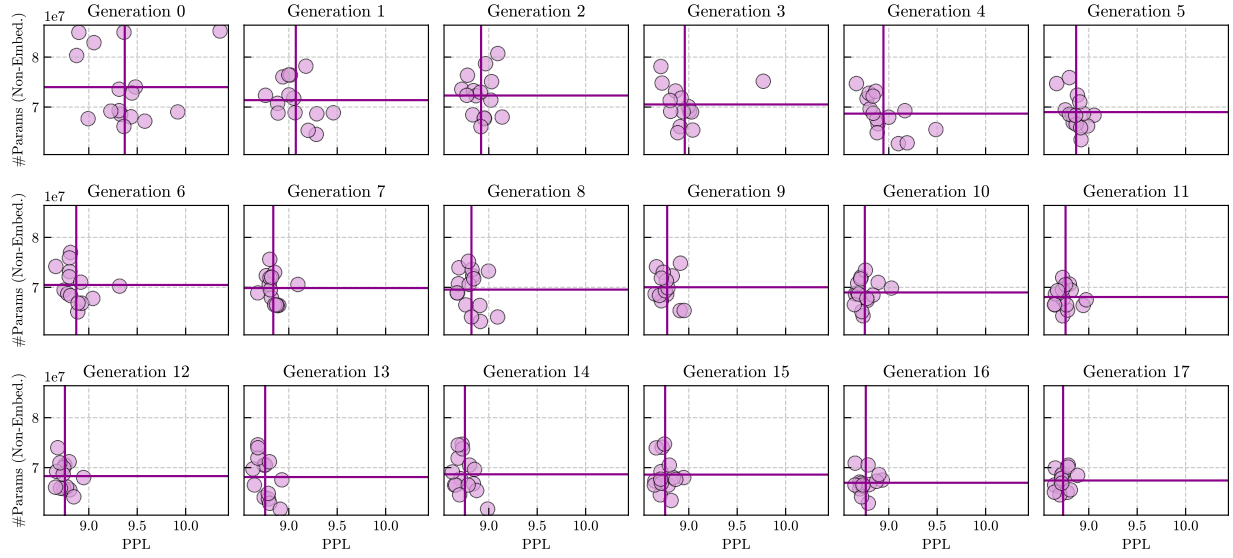 Generation 0
Generation 1
Generation 2
Generation 3
Generation 4
Generation 5
1e7
#Params (Non-Embed.)
8
7
Generation 6
Generation 7
Generation 8
Generation 9
Generation 10
Generation 11
1e7
#Params (Non-Embed.)
8
7
Generation 12
Generation 13
Generation 14
Generation 15
Generation 16
Generation 17
1e7
#Params (Non-Embed.)
8
7
9.0 9.5 10.0 9.0 9.5 10.0 9.0 9.5 10.0 9.0 9.5 10.0 9.0 9.5 10.0 9.0 9.5 10.0
PPL PPL PPL PPL PPL PPL